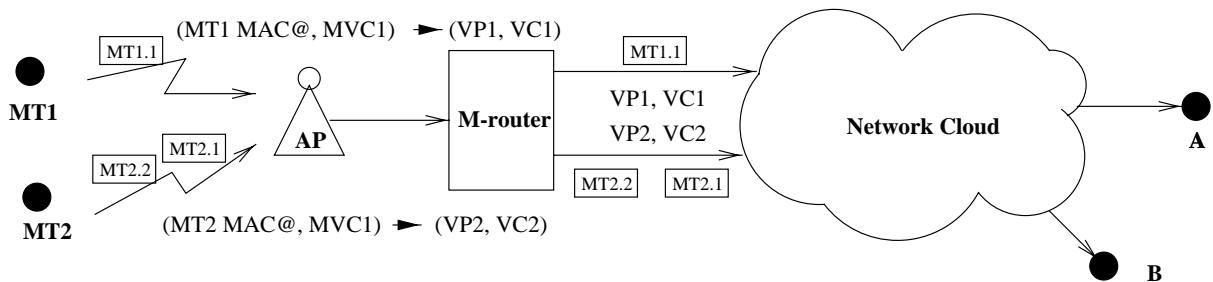 (MT1 MAC@, MVC1) (VP1, VC1)
MT1.1
MT1.1
MT1
VP1, VC1
M-router
Network Cloud
A
AP
VP2, VC2
MT2.1
MT2.2
MT2.2 MT2.1
MT2
(MT2 MAC@, MVC1) (VP2, VC2)
B